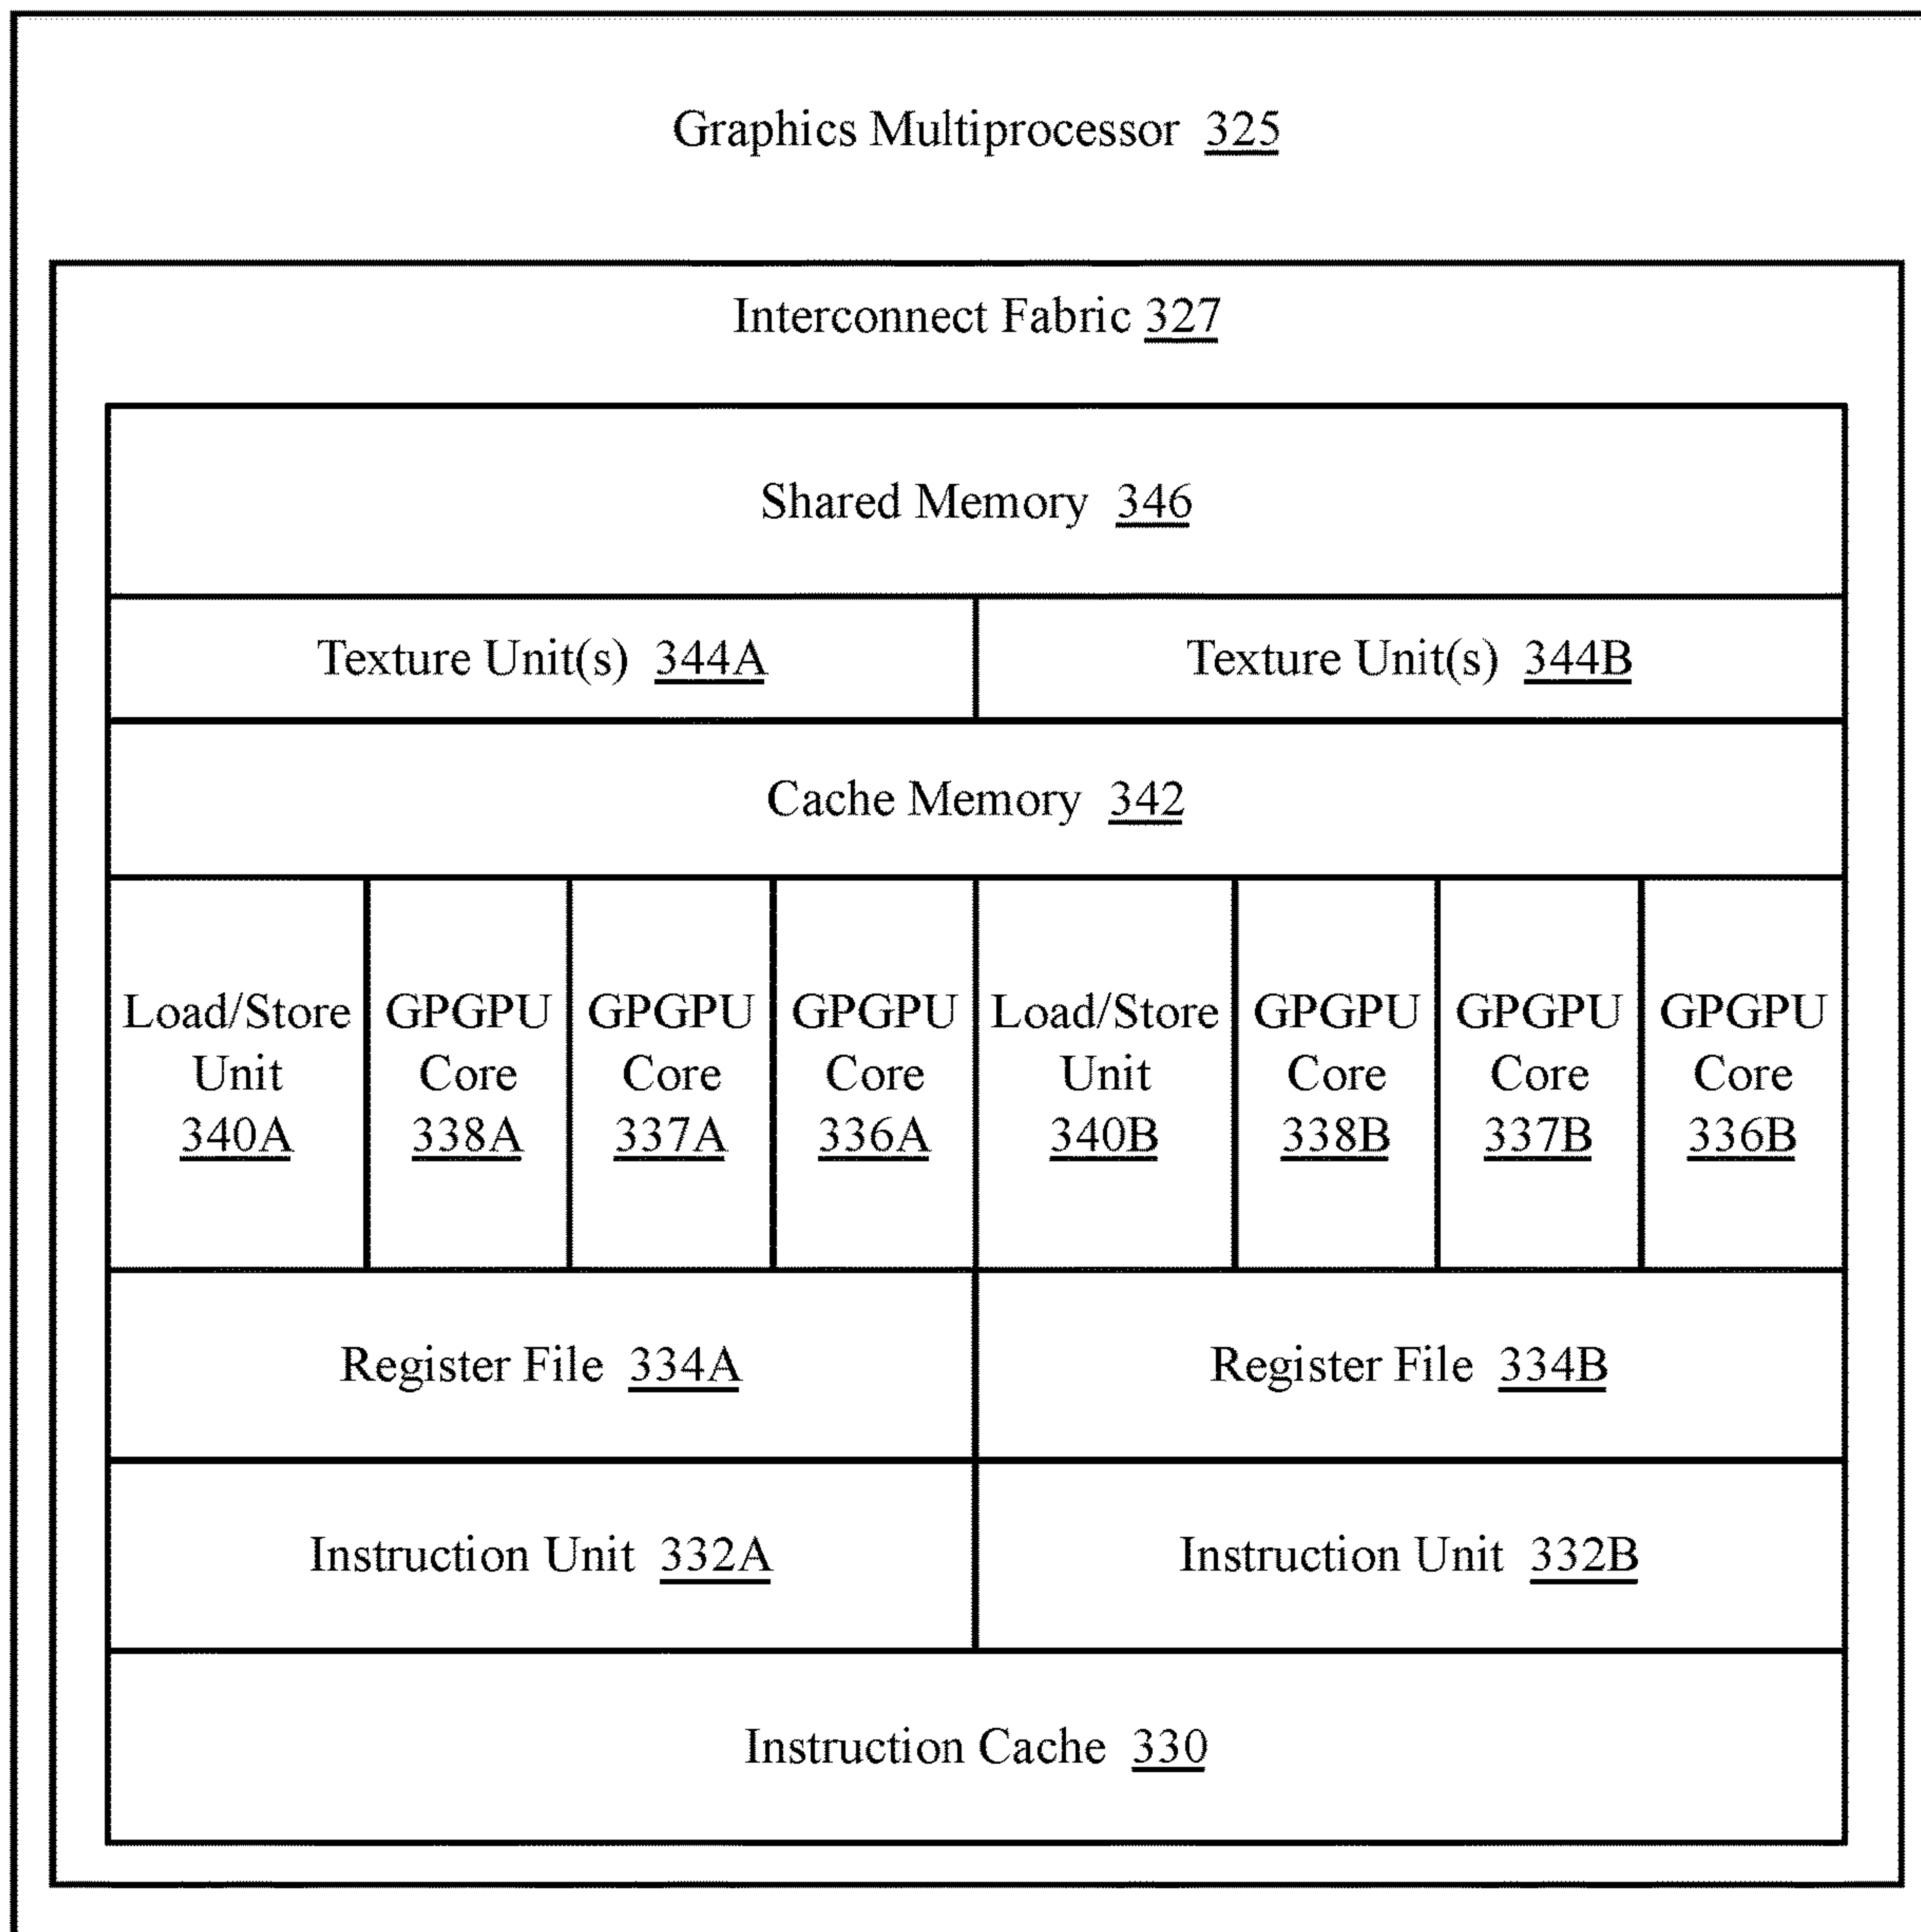 Graphics Multiprocessor 325
Interconnect Fabric 327
Shared Memory 346
Texture Unit(s) 344A
Texture Unit(s) 344B
Cache Memory 342
Load/Store
Unit
340A
GPGPU
Core
338A
GPGPU
Core
337A
GPGPU
Core
336A
Load/Store
Unit
340B
GPGPU
Core
338B
GPGPU
Core
337B
GPGPU
Core
336B
Register File 334A
Register File 334B
Instruction Unit 332A
Instruction Unit 332B
Instruction Cache 330